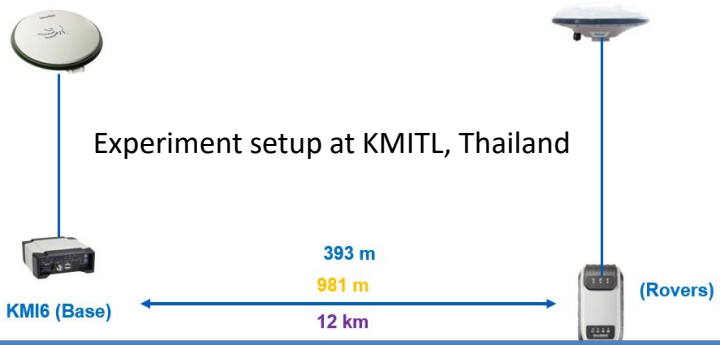 Experiment setup at KMITL, Thailand
393 m
981 m
KMI6 (Base)
12 km
(Rovers)